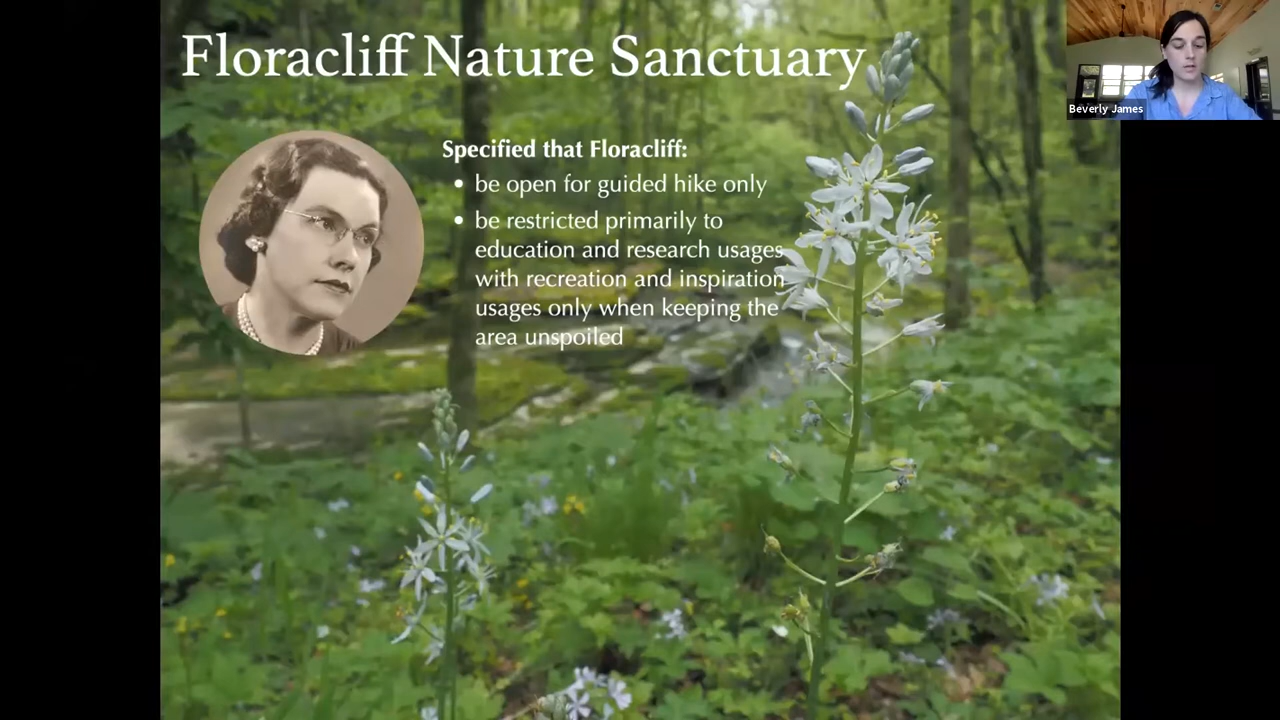 Floracliff Nature Sanctuary
Beverly James
Specified that Floracliff:
• be open for guided hike only
• be restricted primarily to
education and research usages
with recreation and inspiration
usages only when keeping the
area unspoiled